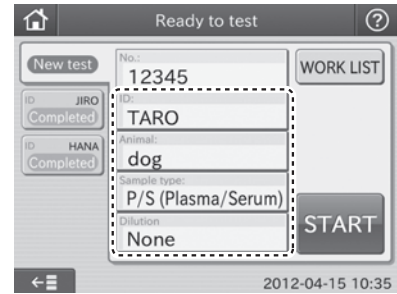 Ready to test
?
New test
No.:
12345
WORK LIST
ID JIRO
Completed
ID:
TARO
ID HANA
Completed
Animal:
dog
Sample type:
P/S (Plasma/Serum)
START
Dilution
None
2012-04-15 10:35